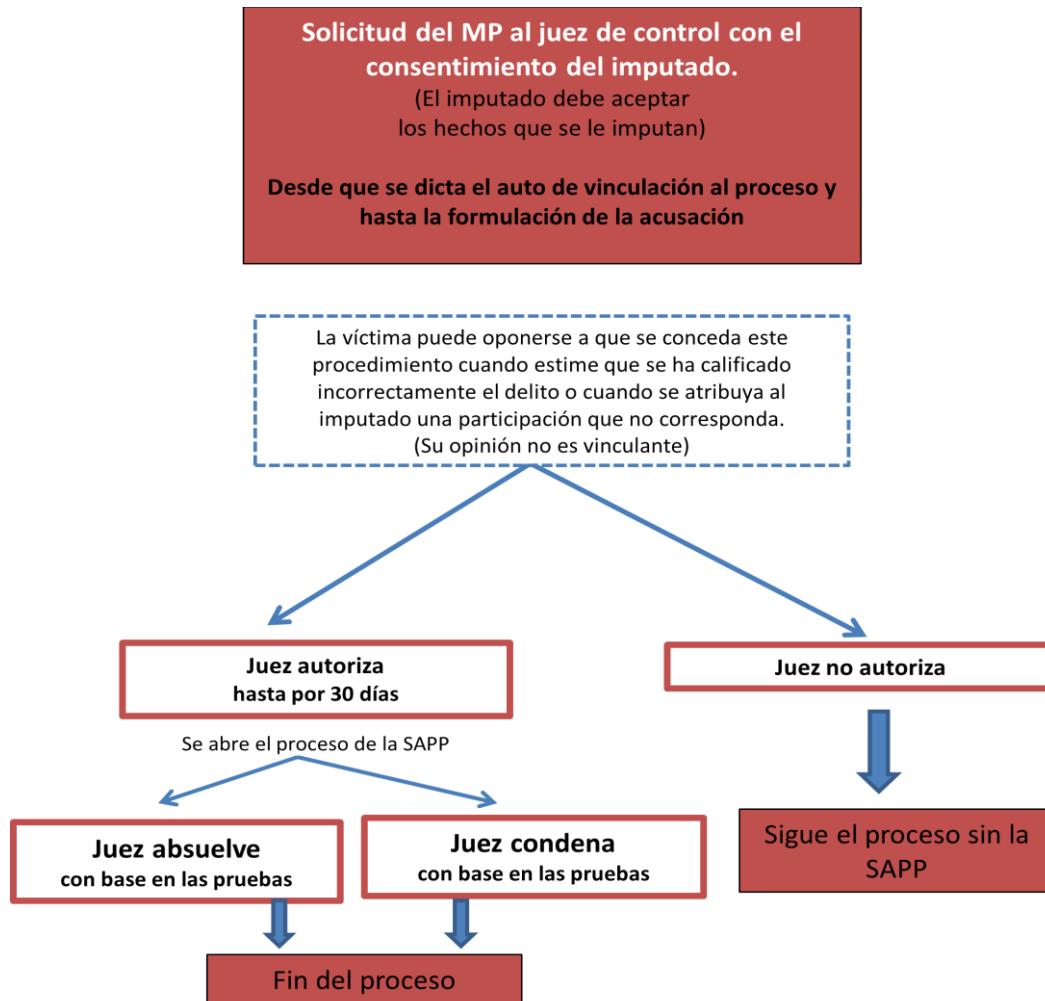 Solicitud del MP al juez de control con el
consentimiento del imputado.
(El imputado debe aceptar
los hechos que se le imputan)
Desde que se dicta el auto de vinculación al proceso y
hasta la formulación de la acusación
La víctima puede oponerse a que se conceda este
procedimiento cuando estime que se ha calificado
incorrectamente el delito o cuando se atribuya al
imputado una participación que no corresponda.
(Su opinión no es vinculante)
Juez autoriza
hasta por 30 días
Juez no autoriza
Se abre el proceso de la SAPP
Juez absuelve
con base en las pruebas
Juez condena
con base en las pruebas
Sigue el proceso sin la
SAPP
Fin del proceso